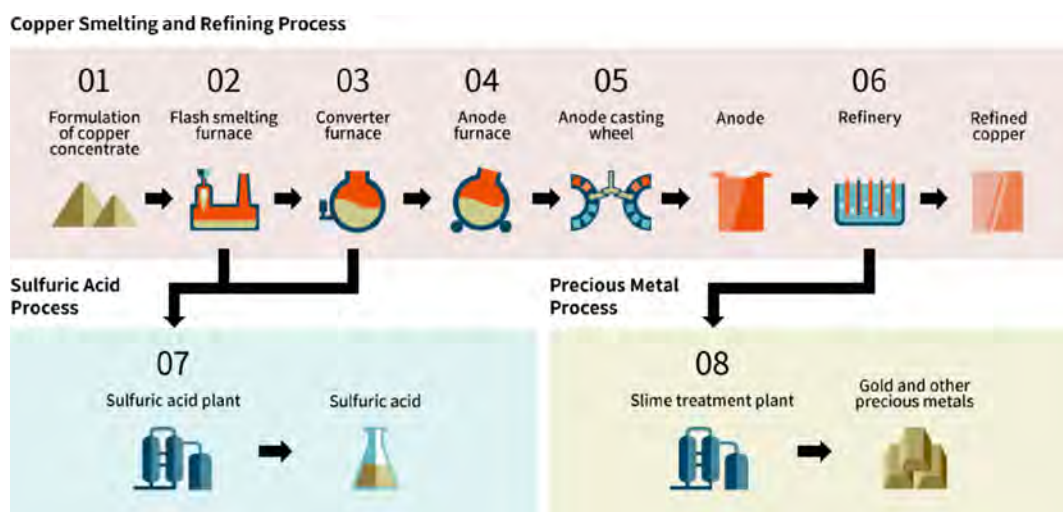 Copper Smelting and Refining Process
01
Formulation
of copper
concentrate
02
Flash smelting
furnace
03
Converter
furnace
04
Anode
furnace
05
Anode casting
wheel
Anode
06
Refinery
Refined
copper
Sulfuric Acid
Process
07
Sulfuric acid plant
Sulfuric acid
Precious Metal
Process
08
Slime treatment plant
Gold and other
precious metals